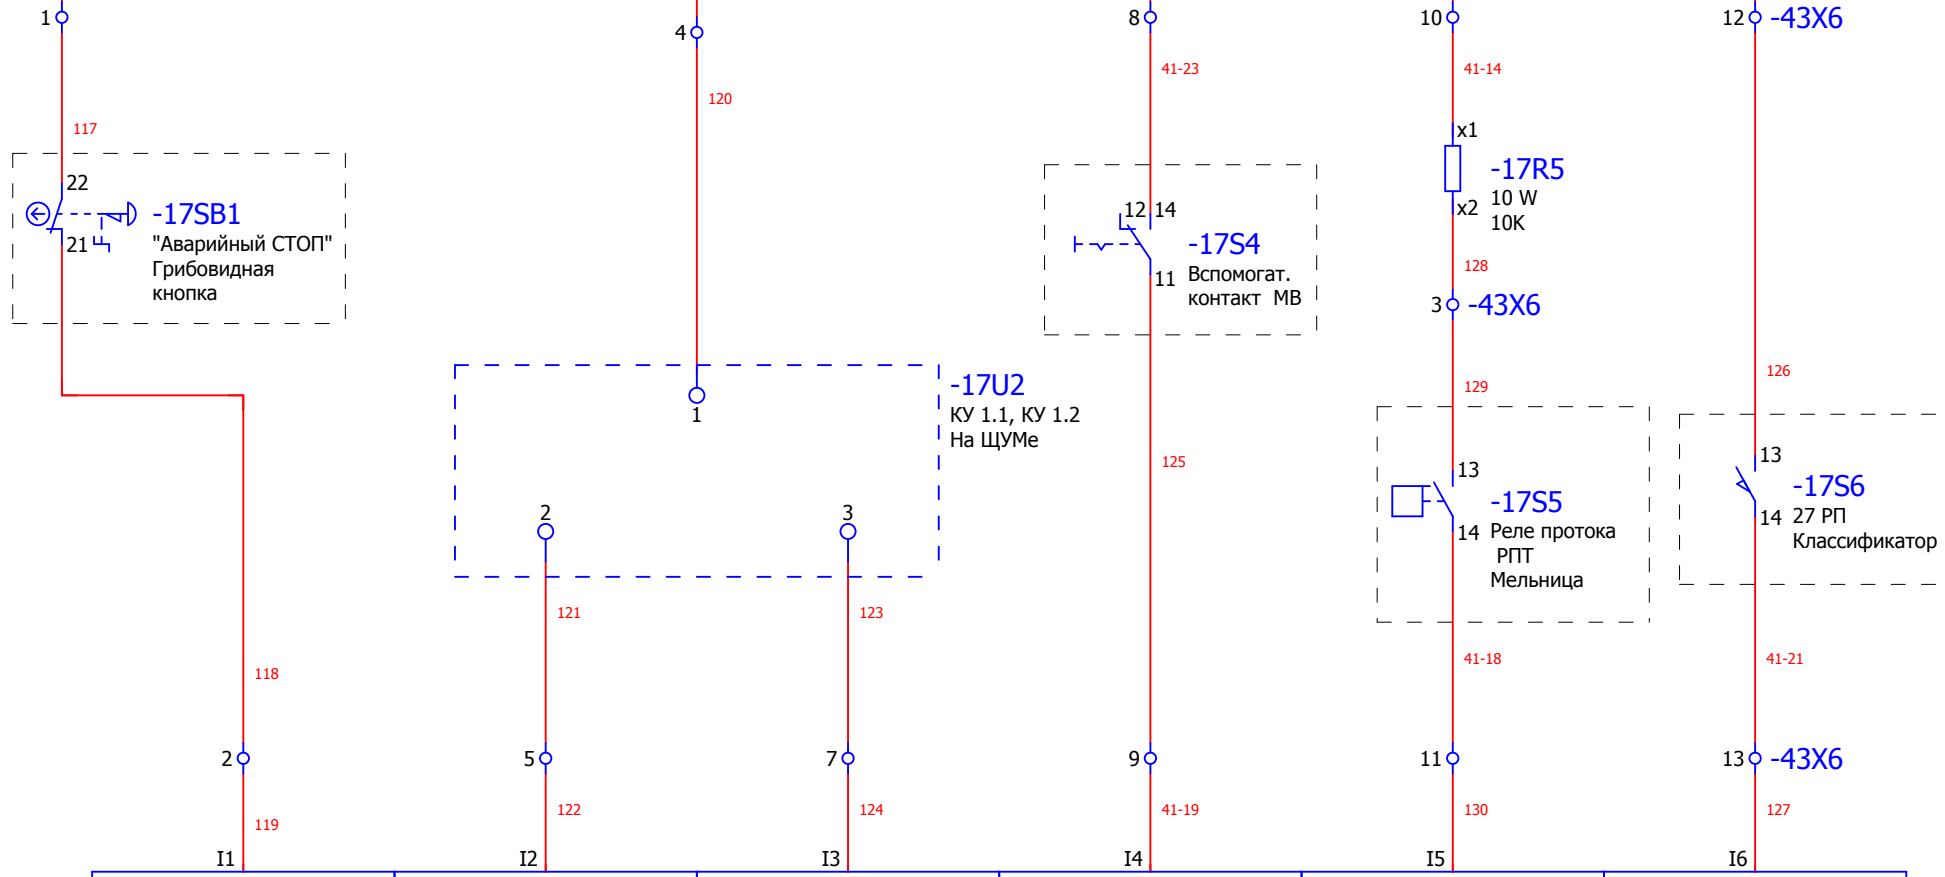 1
4
8
10
12
-43X6
41-23
41-14
120
117
x1
-17R5
10 W
x2
10K
22
-17SB1
21
"Аварийный СТОП"
Грибовидная
кнопка
12 14
-17S4
11
Вспомогат.
контакт МВ
128
3
-43X6
-17U2
КУ 1.1, КУ 1.2
На ЩУМе
1
129
126
125
13
-17S5
14
Реле протока
РПТ
Мельница
13
-17S6
14
27 РП
Классификатор
2
3
121
123
118
41-18
41-21
2
5
7
9
11
13
-43X6
119
122
124
41-19
130
127
I1
I2
I3
I4
I5
I6